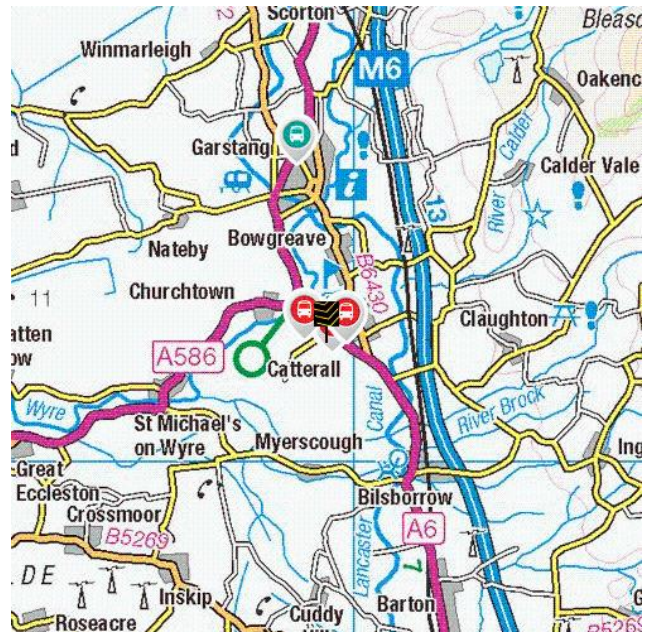 Scorton
Bleasd
Winmarleigh
M6
Oakenc
Garstang
Calder
Calder Vale
River
i
13
Nateby
Bowgreave
B6430
Churchtown
11
Claughton
atten
ow
A586
Catterall
Wyre
Canal
River Brock
St Michael's
on Wyre
Myerscough
Ing
Great
Eccleston
Bilsborrow
Crossmoor
B5269
A6
Lancaster
L DE
7
Inskip
Barton
Cuddy
Roseacre
G
B526